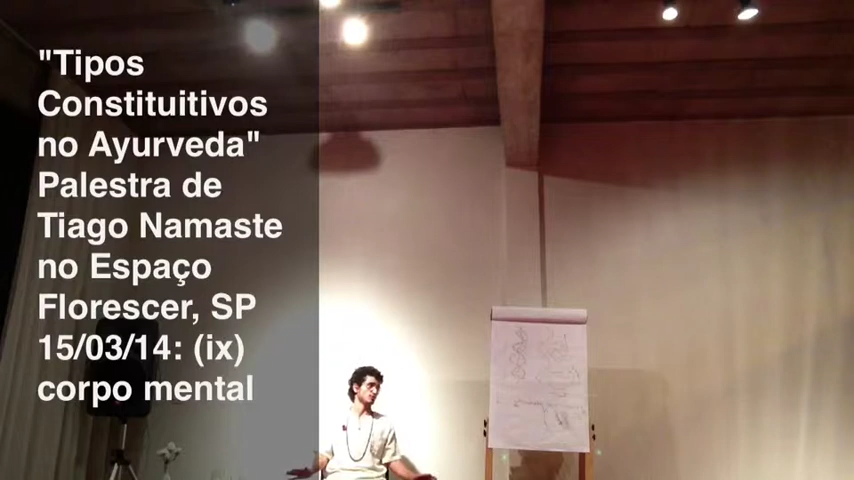 "Tipos
Constituitivos
no Ayurveda"
Palestra de
Tiago Namaste
no Espaço
Florescer, SP
15/03/14: (ix)
corpo mental